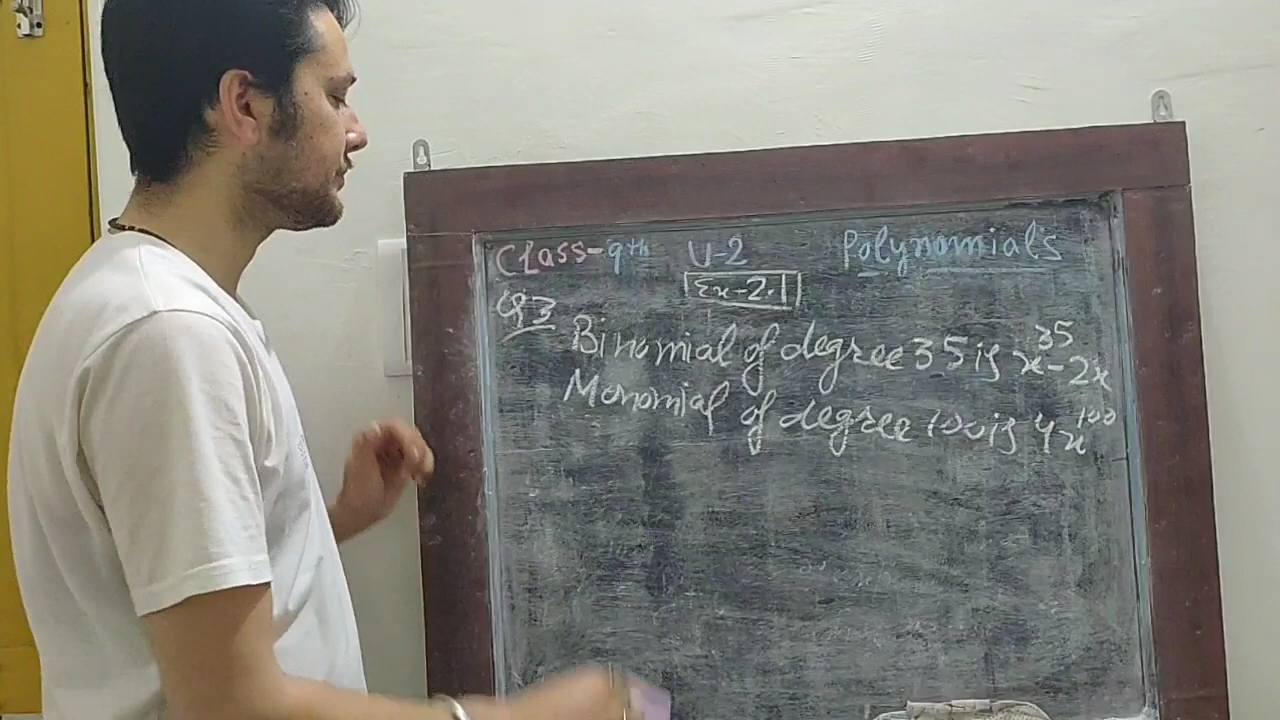 Class-9th U-2 Polynomials
Ex-2.1
Q3
Binomial of degree 35 is x³⁵-2x
Monomial of degree 100 is 4x¹⁰⁰